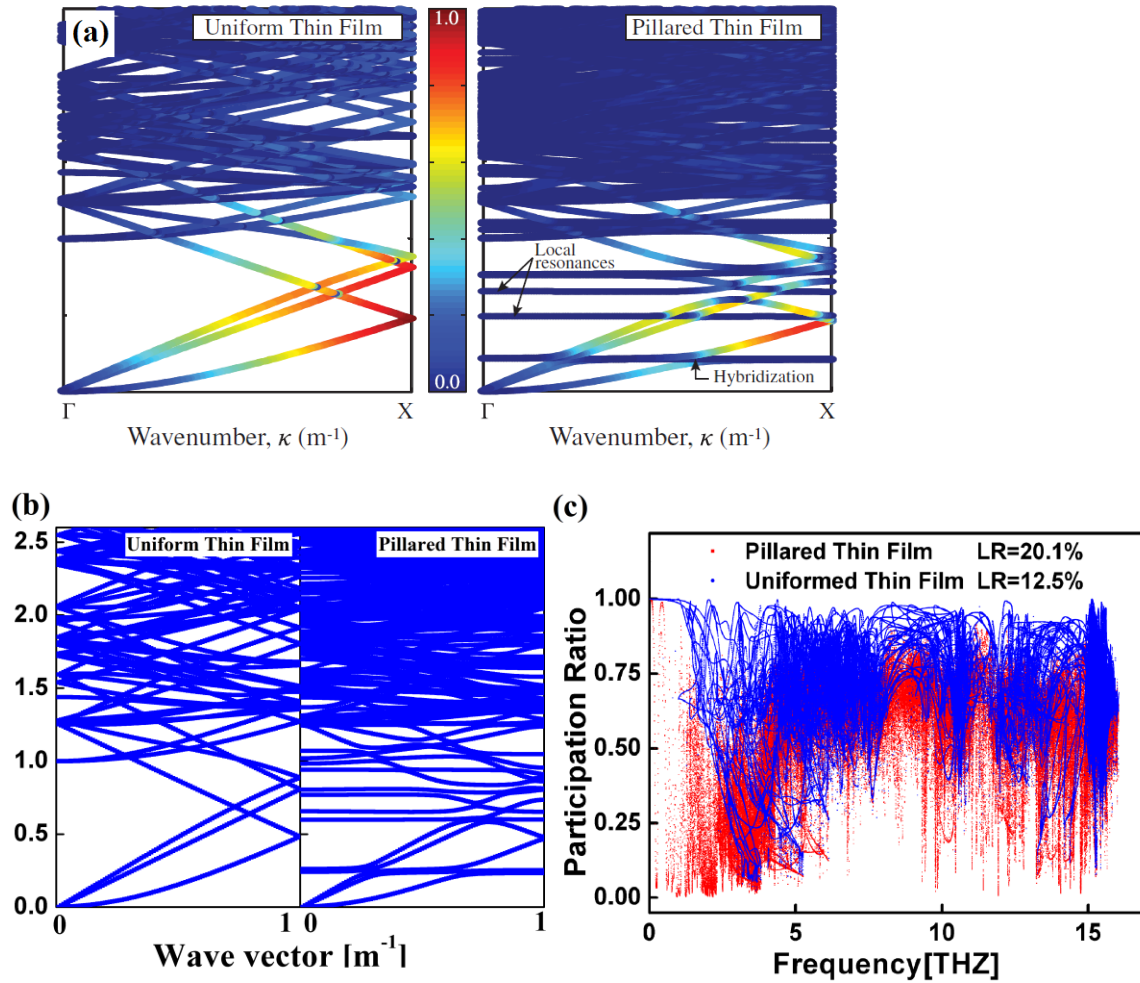 (a)
Uniform Thin Film
1.0
0.0
Pillared Thin Film
Local
resonances
Hybridization
Γ
X
Γ
X
Wavenumber, κ (m⁻¹)
Wavenumber, κ (m⁻¹)
(b)
Uniform Thin Film
Pillared Thin Film
2.5
2.0
1.5
1.0
0.5
0.0
0
1
0
1
Wave vector [m⁻¹]
(c)
Pillared Thin Film LR=20.1%
Uniformed Thin Film LR=12.5%
Participation Ratio
1.00
0.75
0.50
0.25
0.00
0
5
10
15
Frequency[THZ]